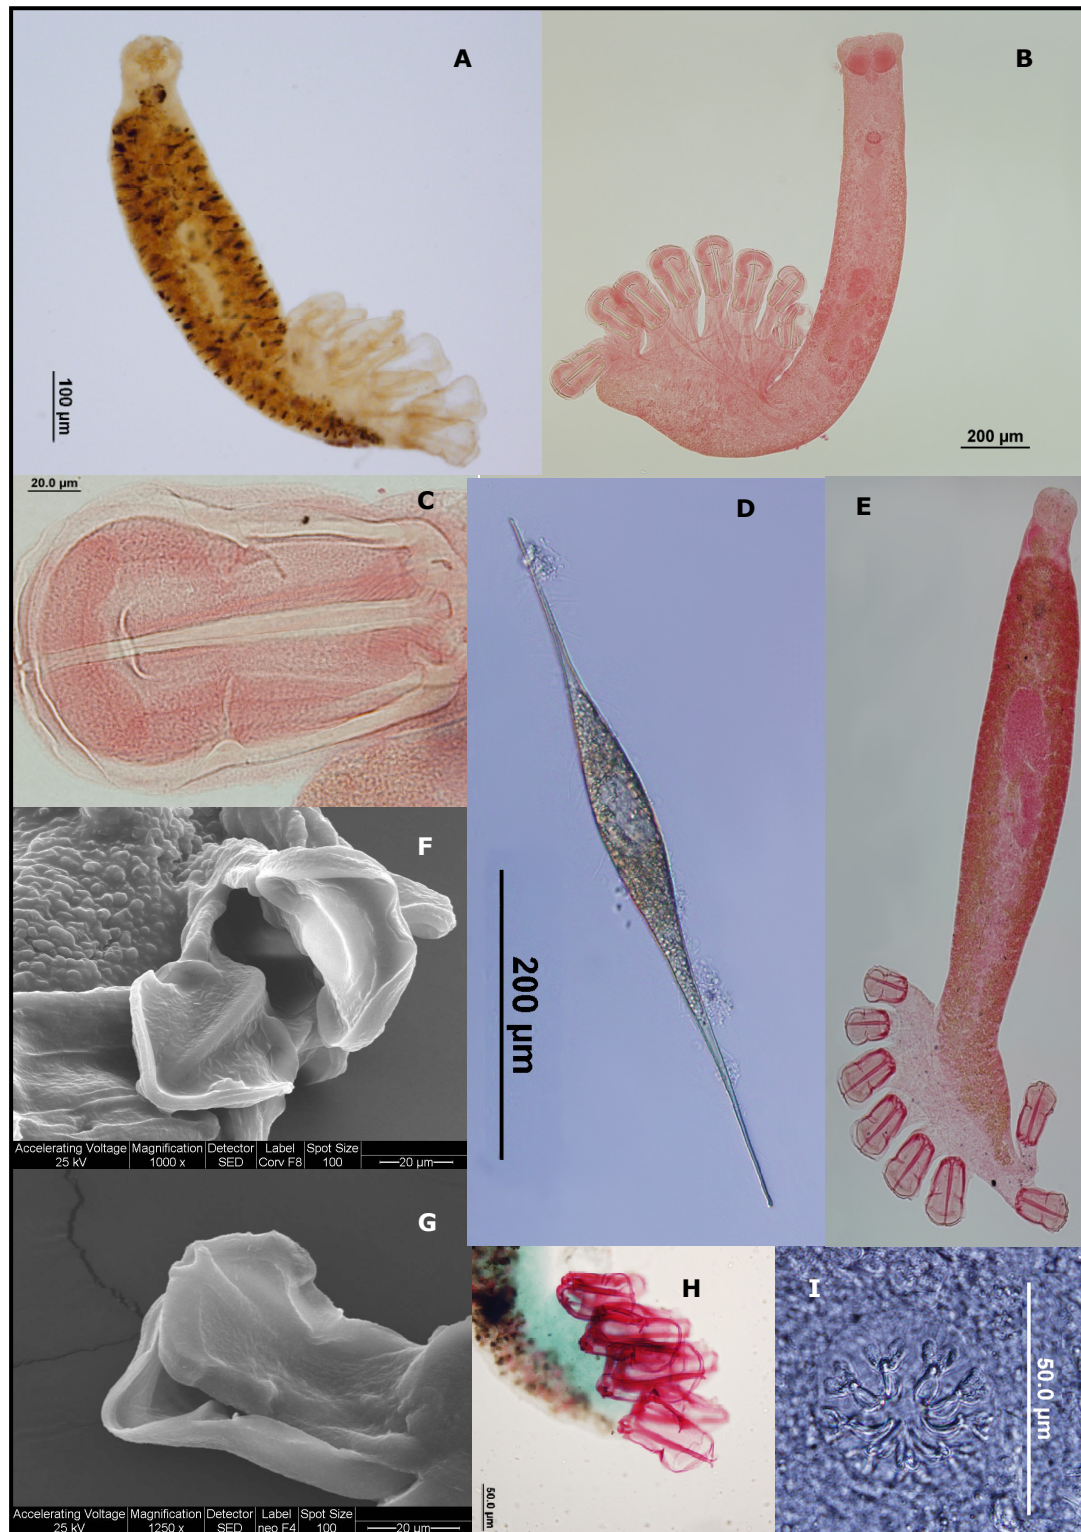 A
B
100 µm
200 µm
20.0 µm
C
D
E
F
200 µm
Accelerating Voltage Magnification Detector Label Spot Size
25 kV 1000 x SED Corv F8 100 20 µm
G
H
I
50.0 µm
50.0 µm
Accelerating Voltage Magnification Detector Label Spot Size
25 kV 1250 x SED neo F4 100 20 µm